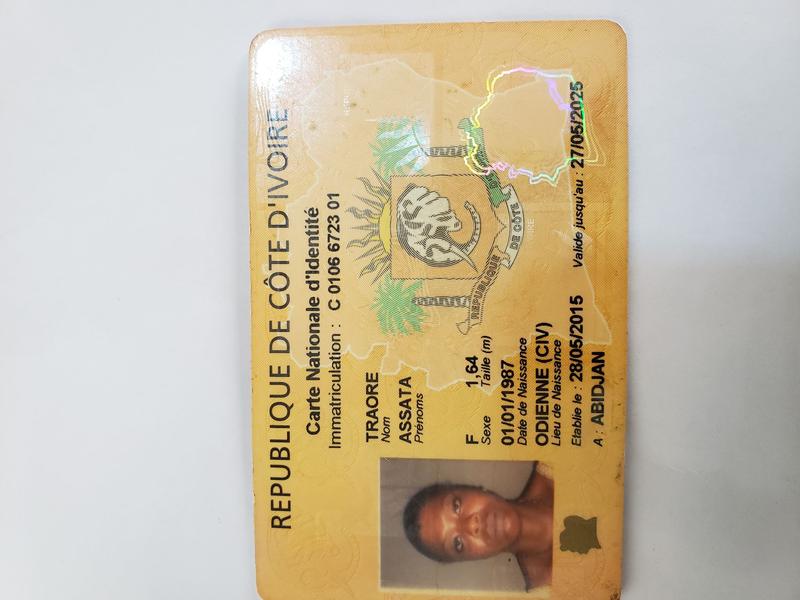 REPUBLIQUE DE CÔTE D'IVOIRE
Carte Nationale d'Identité
Immatriculation : C 0106 6723 01
REPUBLIQUE DE CÔTE
TRAORE
Nom
ASSATA
Prénoms
F 1,64
Sexe Taille (m)
01/01/1987
Date de Naissance
ODIENNE (CIV)
Lieu de Naissance
Etablie le : 28/05/2015 Valide jusqu'au : 27/05/2025
A : ABIDJAN